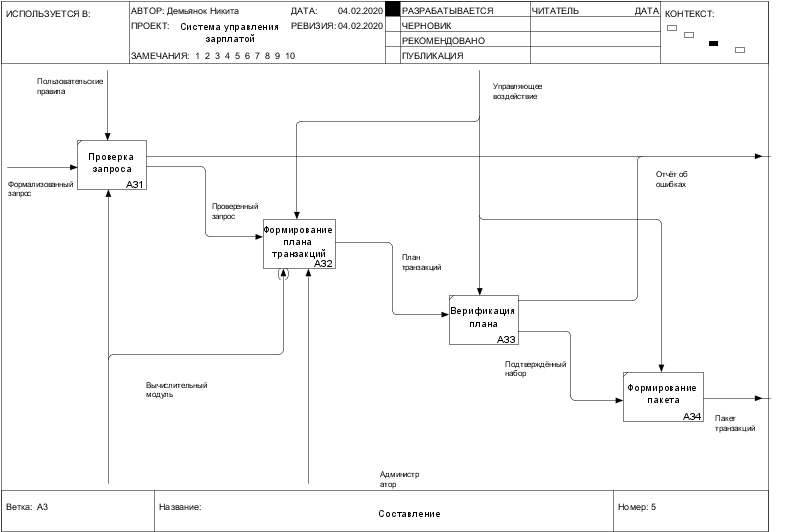 ИСПОЛЬЗУЕТСЯ В:
АВТОР: Демьянок Никита
ДАТА: 04.02.2020
ПРОЕКТ: Система управления
зарплатой
РЕВИЗИЯ: 04.02.2020
ЗАМЕЧАНИЯ: 1 2 3 4 5 6 7 8 9 10
РАЗРАБАТЫВАЕТСЯ
ЧЕРНОВИК
РЕКОМЕНДОВАНО
ПУБЛИКАЦИЯ
ЧИТАТЕЛЬ ДАТА
КОНТЕКСТ:
Пользовательские
правила
Управляющее
воздействие
Проверка
запроса
A31
Формализованный
запрос
Отчёт об
ошибках
Проверенный
запрос
Формирование
плана
транзакций
A32
План
транзакций
Верификация
плана
A33
Подтверждённый
набор
Формирование
пакета
A34
Вычислительный
модуль
Пакет
транзакций
Администр
атор
Ветка: A3
Название:
Составление
Номер: 5